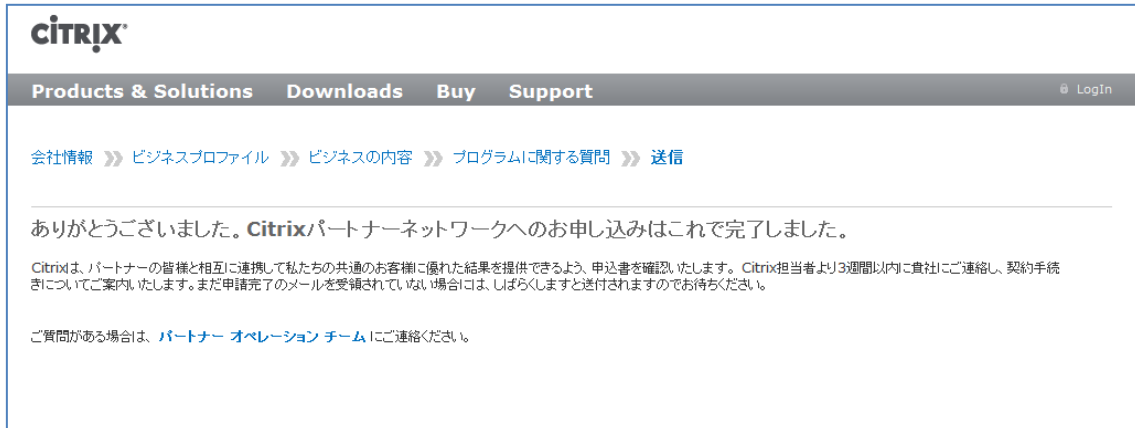 CİTRIX®
Products & Solutions Downloads Buy Support LogIn
会社情報 » ビジネスプロファイル » ビジネスの内容 » プログラムに関する質問 » 送信
ありがとうございました。Citrixパートナーネットワークへのお申し込みはこれで完了しました。
Citrixは、パートナーの皆様と相互に連携して私たちの共通のお客様に優れた結果を提供できるよう、申込書を確認いたします。 Citrix担当者より3週間以内に貴社にご連絡し、契約手続
きについてご案内いたします。まだ申請完了のメールを受領されていない場合には、しばらくしますと送付されますのでお待ちください。
ご質問がある場合は、パートナー オペレーション チーム にご連絡ください。